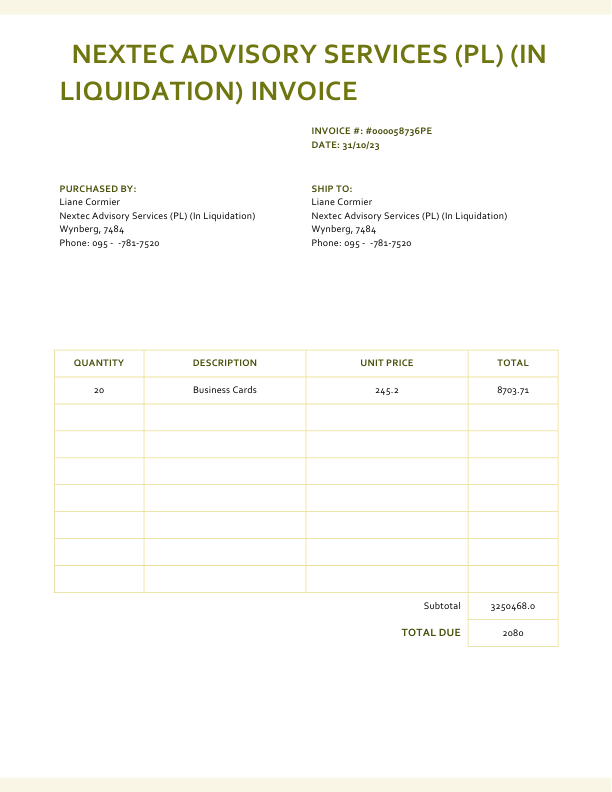 NEXTEC ADVISORY SERVICES (PL) (IN
LIQUIDATION) INVOICE
INVOICE #: #000058736PE
DATE: 31/10/23
PURCHASED BY:
Liane Cormier
Nextec Advisory Services (PL) (In Liquidation)
Wynberg, 7484
Phone: 095 -  -781-7520
SHIP TO:
Liane Cormier
Nextec Advisory Services (PL) (In Liquidation)
Wynberg, 7484
Phone: 095 -  -781-7520
QUANTITY DESCRIPTION UNIT PRICE TOTAL
20 Business Cards 245.2 8703.71
Subtotal 3250468.0
TOTAL DUE 2080